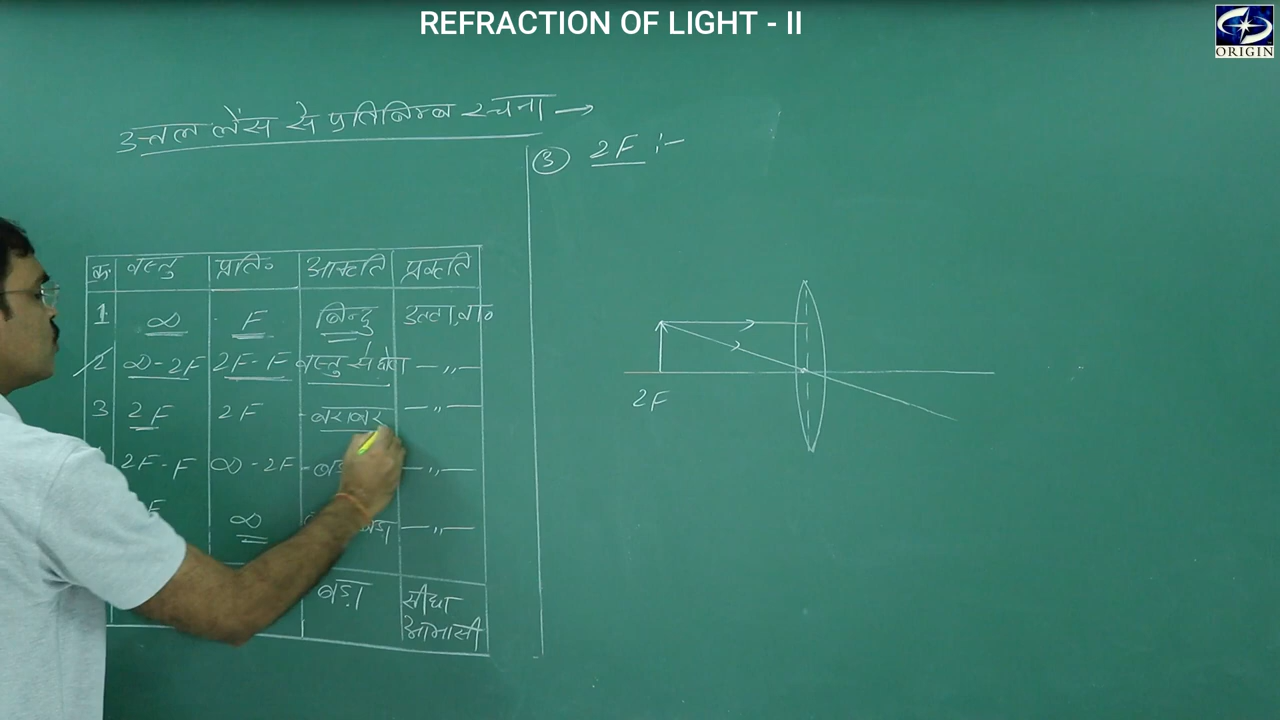 REFRACTION OF LIGHT - II
ORIGIN
उत्तल लेंस से प्रतिबिम्ब रचना →
क्र. वस्तु प्रति० आकृति प्रकृति
1 ∞ F बिन्दु उल्टा, वा०
2 ∞-2F 2F-F वस्तु से छोटा -〃-
3 2F 2F बराबर -〃-
2F-F ∞-2F -〃-
F ∞ -〃-
बड़ा सीधा
आभासी
③ 2F :-
2F